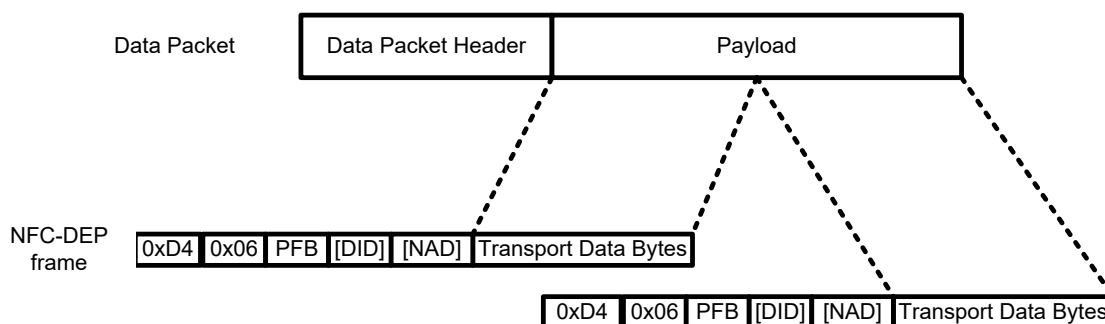 Data Packet Data Packet Header Payload
NFC-DEP
frame
0xD4 0x06 PFB [DID] [NAD] Transport Data Bytes
0xD4 0x06 PFB [DID] [NAD] Transport Data Bytes